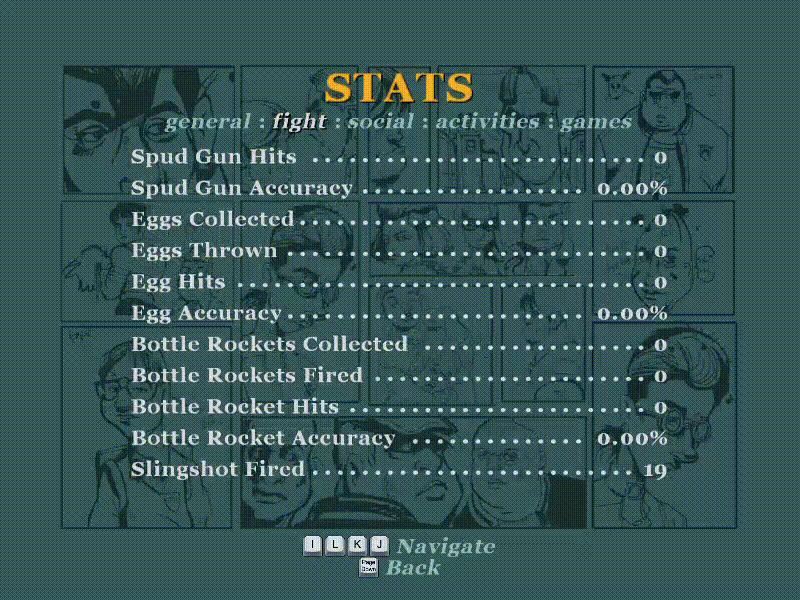 STATS
general : fight : social : activities : games
Spud Gun Hits .............................. 0
Spud Gun Accuracy .................... 0.00%
Eggs Collected............................... 0
Eggs Thrown ................................ 0
Egg Hits ..................................... 0
Egg Accuracy........................... 0.00%
Bottle Rockets Collected .................... 0
Bottle Rockets Fired ........................ 0
Bottle Rocket Hits .......................... 0
Bottle Rocket Accuracy ................ 0.00%
Slingshot Fired.............................. 19
I L K J Navigate
Page Down Back